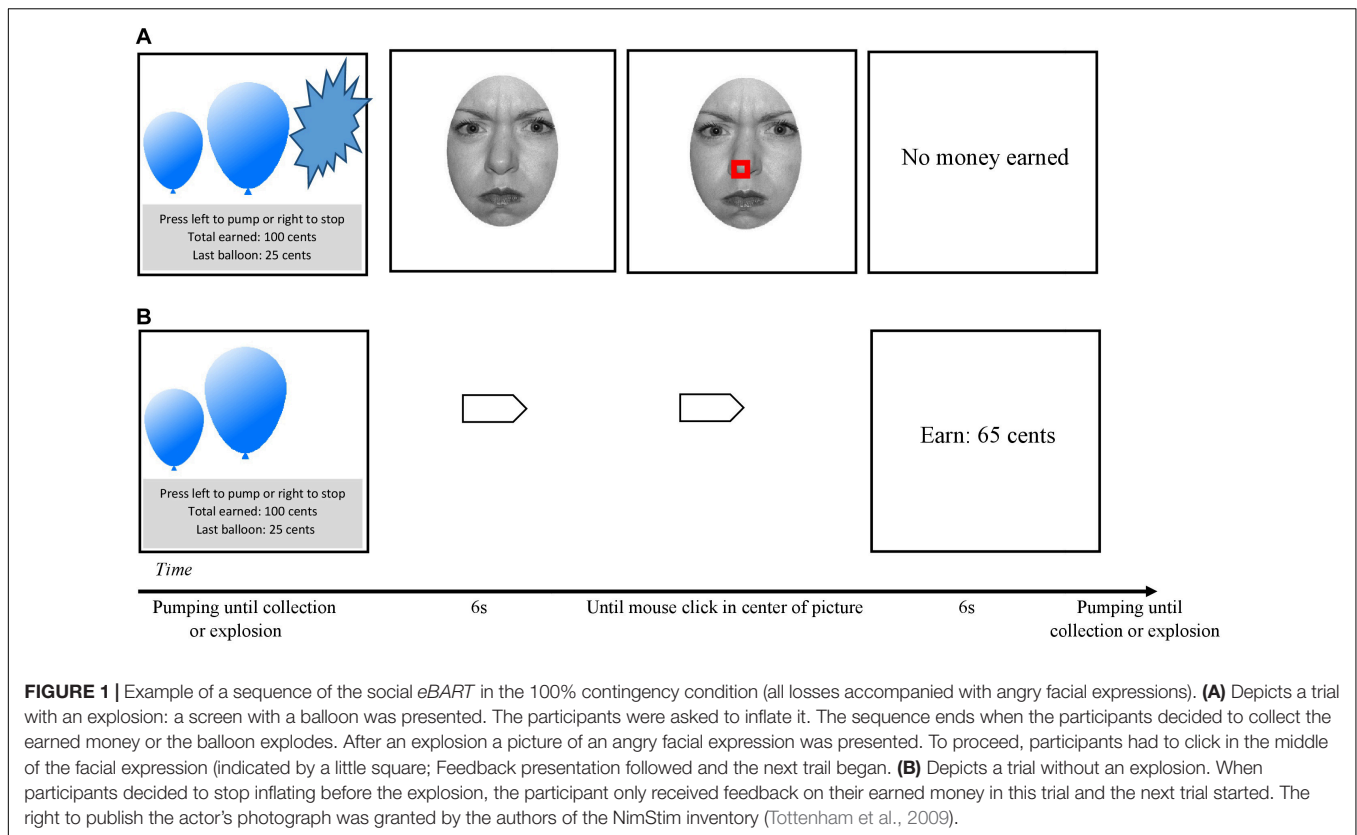 A
Press left to pump or right to stop
Total earned: 100 cents
Last balloon: 25 cents
No money earned
B
Press left to pump or right to stop
Total earned: 100 cents
Last balloon: 25 cents
Earn: 65 cents
Time
Pumping until collection
or explosion
6s
Until mouse click in center of picture
6s
Pumping until
collection or explosion
FIGURE 1 | Example of a sequence of the social eBART in the 100% contingency condition (all losses accompanied with angry facial expressions). (A) Depicts a trial
with an explosion: a screen with a balloon was presented. The participants were asked to inflate it. The sequence ends when the participants decided to collect the
earned money or the balloon explodes. After an explosion a picture of an angry facial expression was presented. To proceed, participants had to click in the middle
of the facial expression (indicated by a little square; Feedback presentation followed and the next trail began. (B) Depicts a trial without an explosion. When
participants decided to stop inflating before the explosion, the participant only received feedback on their earned money in this trial and the next trial started. The
right to publish the actor's photograph was granted by the authors of the NimStim inventory (Tottenham et al., 2009).